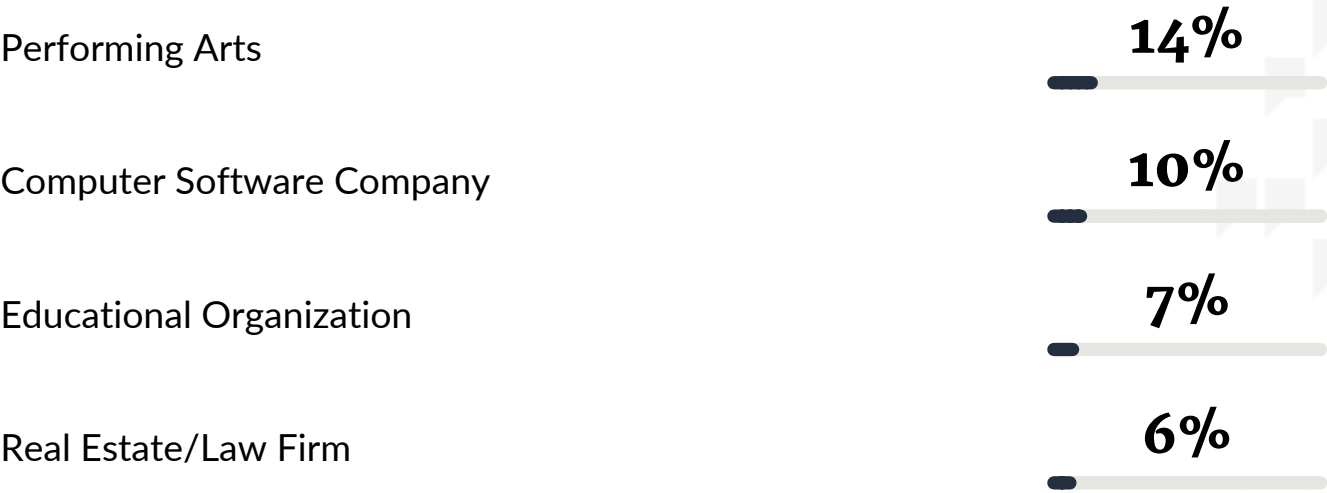 Performing Arts
14%
Computer Software Company
10%
Educational Organization
7%
Real Estate/Law Firm
6%